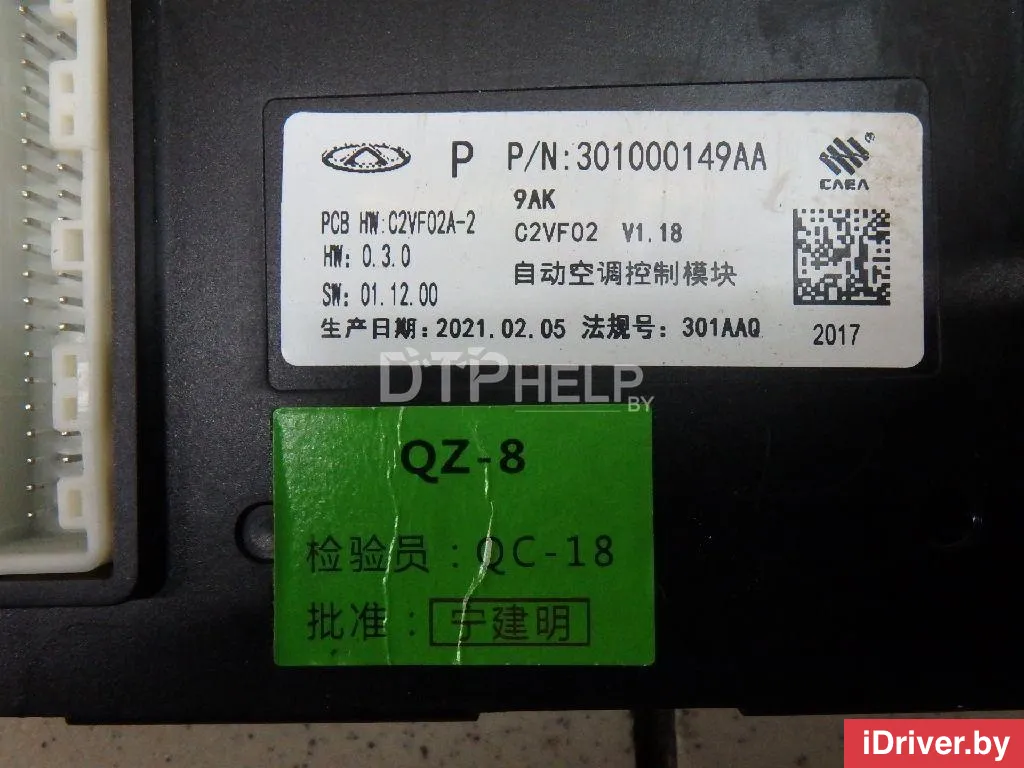 P P/N:301000149AA
CAEA
9AK
PCB HW:C2VF02A-2
C2VF02 V1.18
HW: 0.3.0
自动空调控制模块
SW: 01.12.00
生产日期:2021.02.05 法规号: 301AAQ
2017
DTPHELP
BY
QZ-8
检验员：QC-18
批准：宁建明
iDriver.by